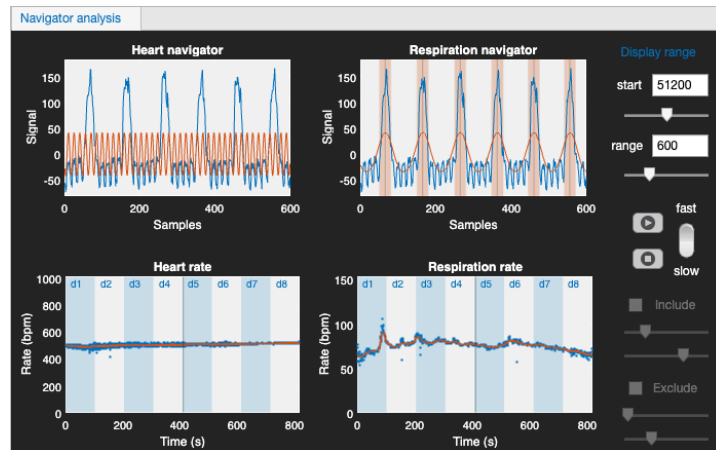 Navigator analysis
Heart navigator
150
100
50
0
-50
Signal
0 200 400 600
Samples
Respiration navigator
150
100
50
0
-50
Signal
0 200 400 600
Samples
Display range
start 51200
range 600
fast
slow
Include
Exclude
Heart rate
d1 d2 d3 d4 d5 d6 d7 d8
1000
800
600
400
200
0
Rate (bpm)
0 200 400 600 800
Time (s)
Respiration rate
d1 d2 d3 d4 d5 d6 d7 d8
150
100
50
0
Rate (bpm)
0 200 400 600 800
Time (s)